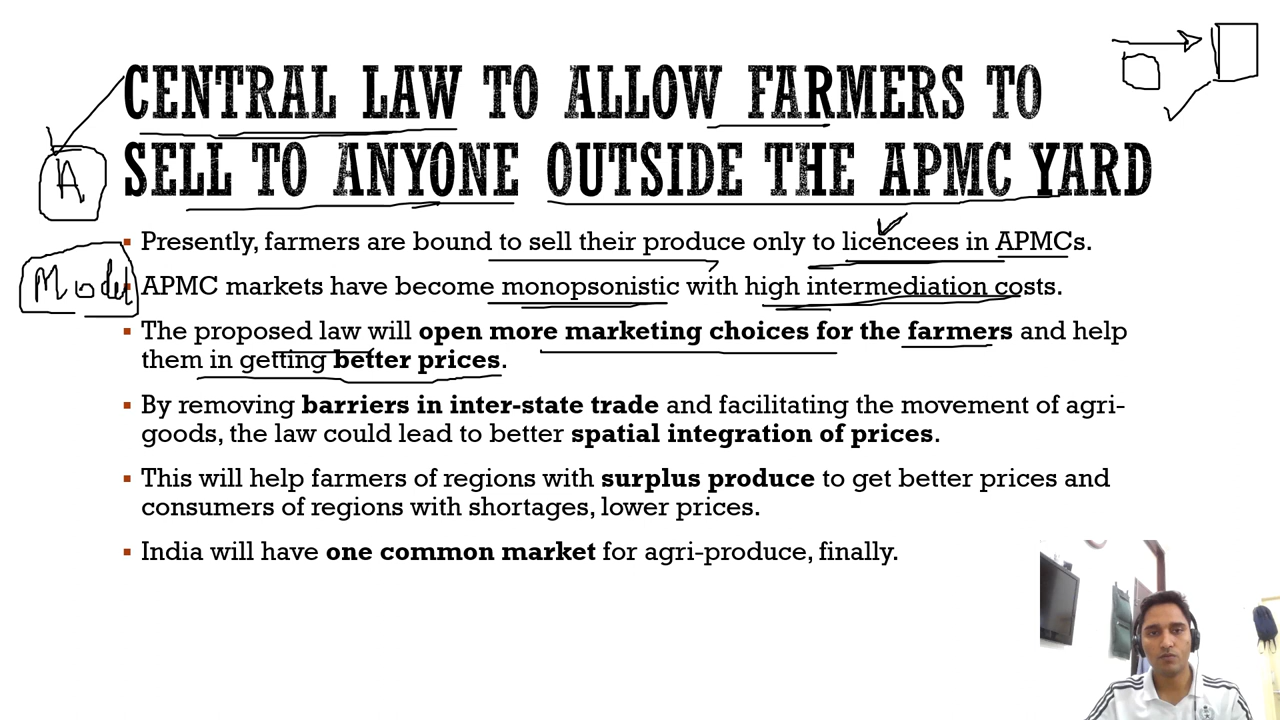 CENTRAL LAW TO ALLOW FARMERS TO
SELL TO ANYONE OUTSIDE THE APMC YARD
A
Model
▪ Presently, farmers are bound to sell their produce only to licencees in APMCs.
▪ APMC markets have become monopsonistic with high intermediation costs.
▪ The proposed law will open more marketing choices for the farmers and help
them in getting better prices.
▪ By removing barriers in inter-state trade and facilitating the movement of agri-
goods, the law could lead to better spatial integration of prices.
▪ This will help farmers of regions with surplus produce to get better prices and
consumers of regions with shortages, lower prices.
▪ India will have one common market for agri-produce, finally.